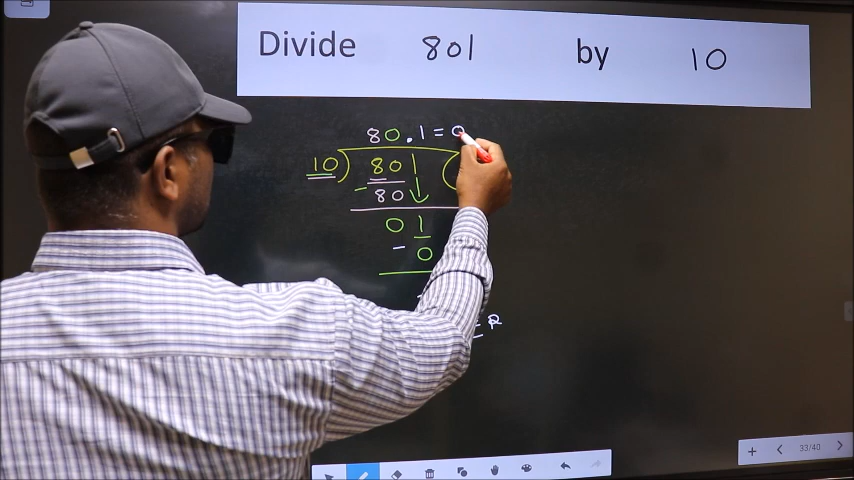 Divide 801 by 10
80.1 =
10) 801 (
- 80
01
- 0
= R
33/40